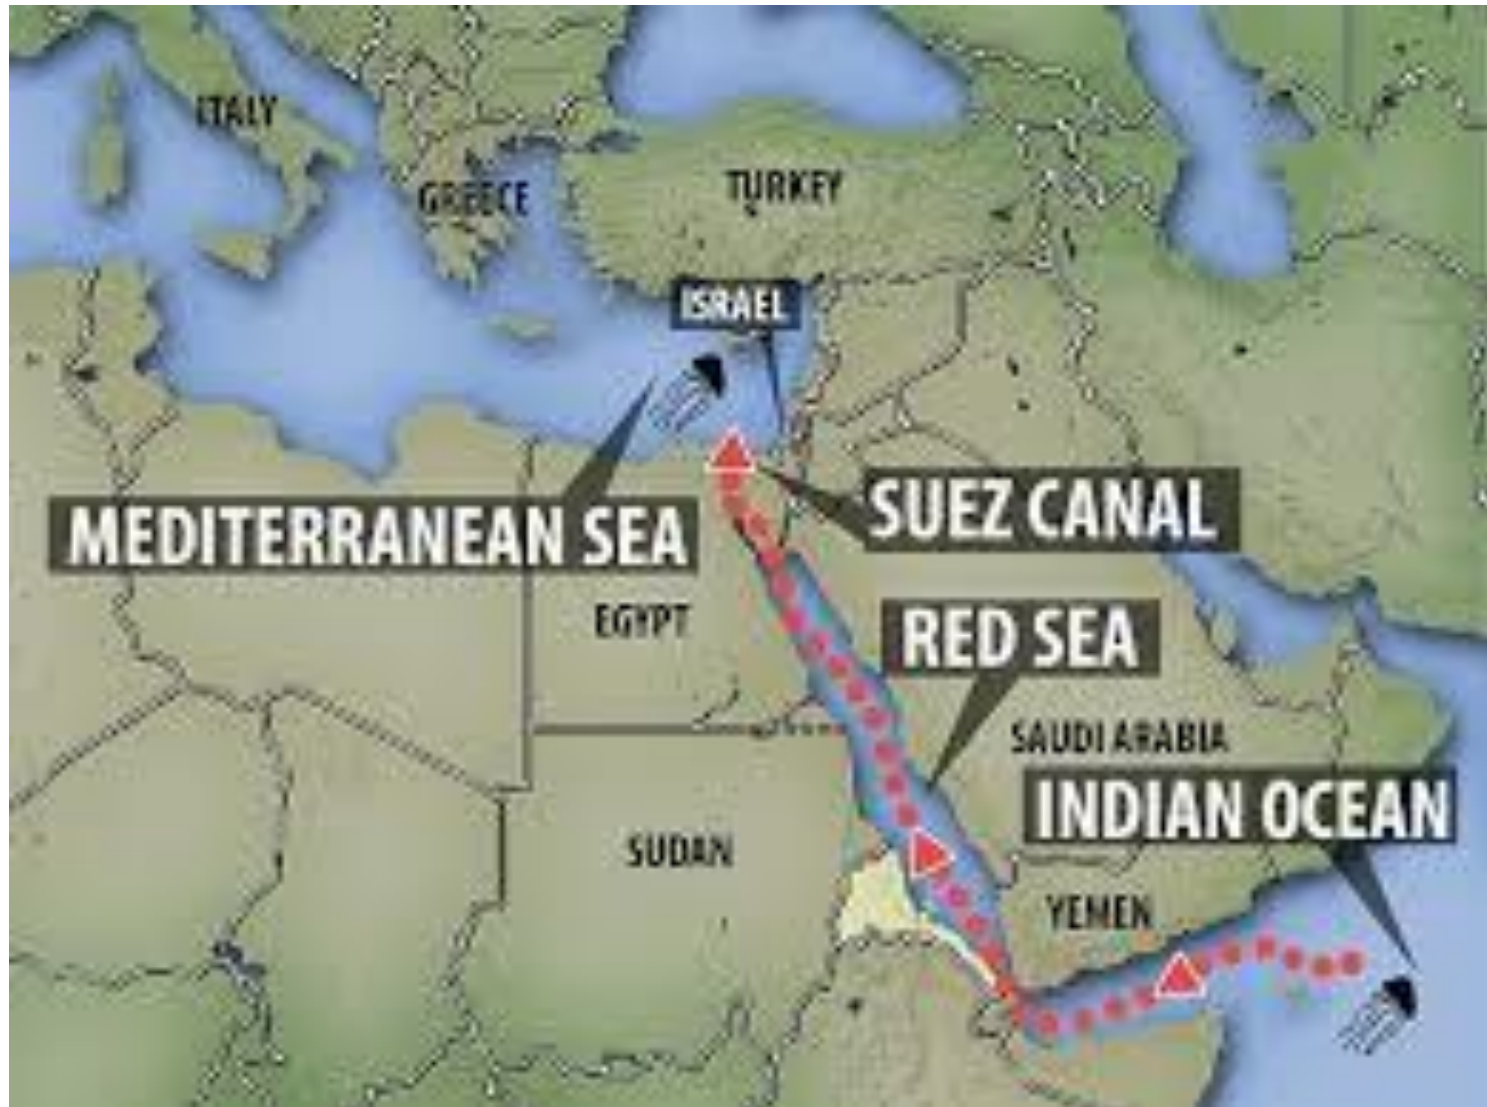 ITALY
GREECE
TURKEY
ISRAEL
MEDITERRANEAN SEA
SUEZ CANAL
EGYPT
RED SEA
SAUDI ARABIA
INDIAN OCEAN
SUDAN
YEMEN